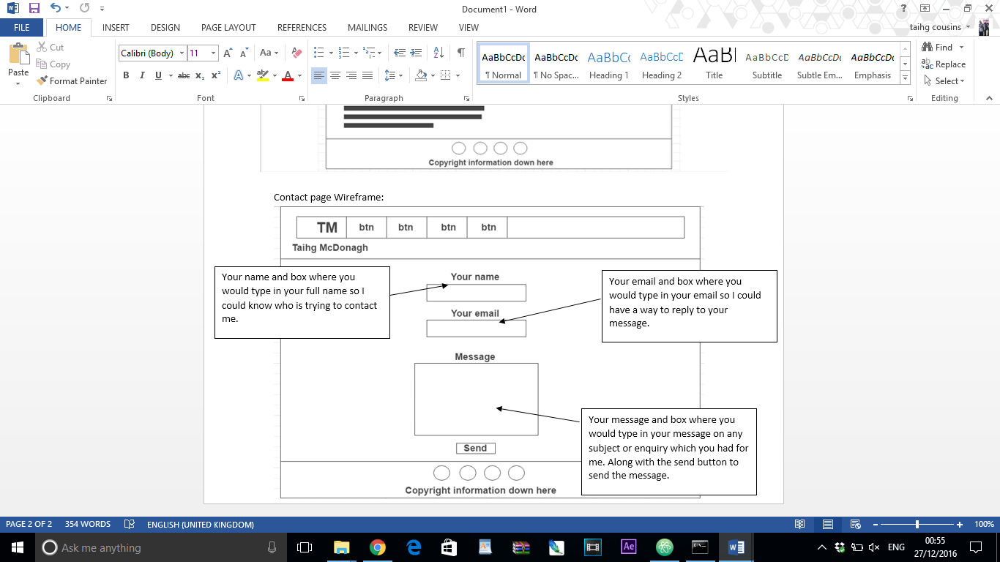 Document1 - Word
FILE HOME INSERT DESIGN PAGE LAYOUT REFERENCES MAILINGS REVIEW VIEW taihg cousins
Paste
Cut
Copy
Format Painter
Calibri (Body) 11
AaBbCcDc AaBbCcDc AaBbCc AaBbCcD AaBl AaBbCcD AaBbCcDc AaBbCcDc
¶ Normal ¶ No Spac... Heading 1 Heading 2 Title Subtitle Subtle Em... Emphasis
Find
Replace
Select
Clipboard Font Paragraph Styles Editing
Copyright information down here
Contact page Wireframe:
TM btn btn btn btn
Taihg McDonagh
Your name and box where you
would type in your full name so I
could know who is trying to contact
me.
Your name
Your email
Your email and box where you
would type in your email so I could
have a way to reply to your
message.
Message
Your message and box where you
would type in your message on any
subject or enquiry which you had for
me. Along with the send button to
send the message.
Send
Copyright information down here
PAGE 2 OF 2 354 WORDS ENGLISH (UNITED KINGDOM) 100%
Ask me anything
Ae
ENG
00:55
27/12/2016